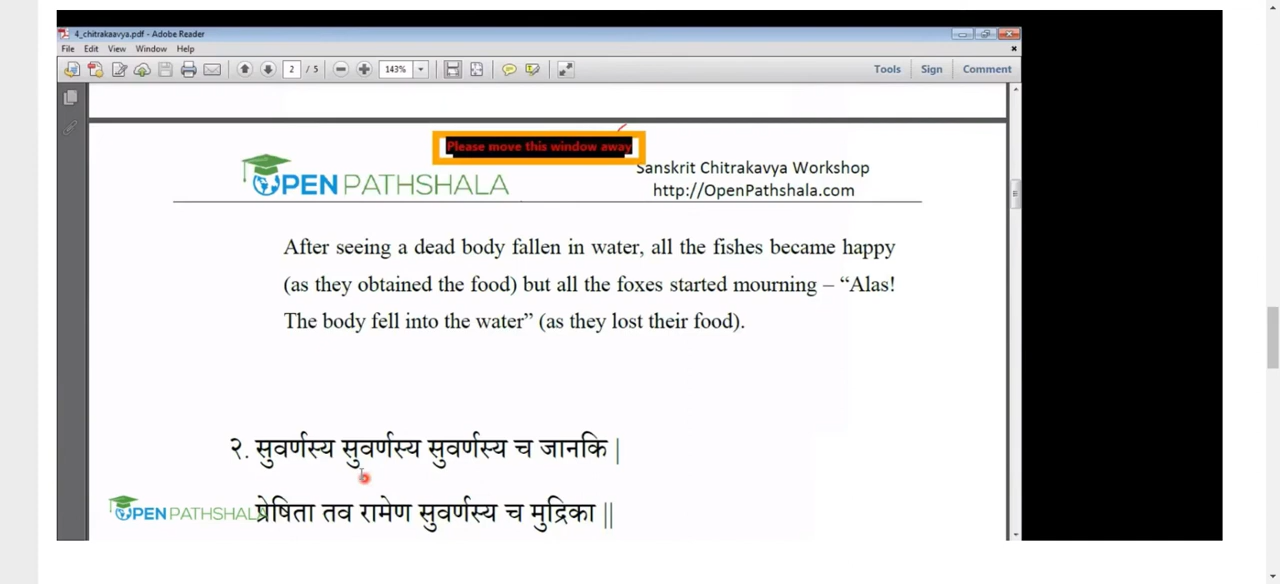 4_chitrakaavya.pdf - Adobe Reader
File Edit View Window Help
2 / 5 143% Tools Sign Comment
Please move this window away
OPEN PATHSHALA
Sanskrit Chitrakavya Workshop
http://OpenPathshala.com
After seeing a dead body fallen in water, all the fishes became happy
(as they obtained the food) but all the foxes started mourning – “Alas!
The body fell into the water” (as they lost their food).
२. सुवर्णस्य सुवर्णस्य सुवर्णस्य च जानकि |
प्रेषिता तव रामेण सुवर्णस्य च मुद्रिका ||
OPEN PATHSHALA